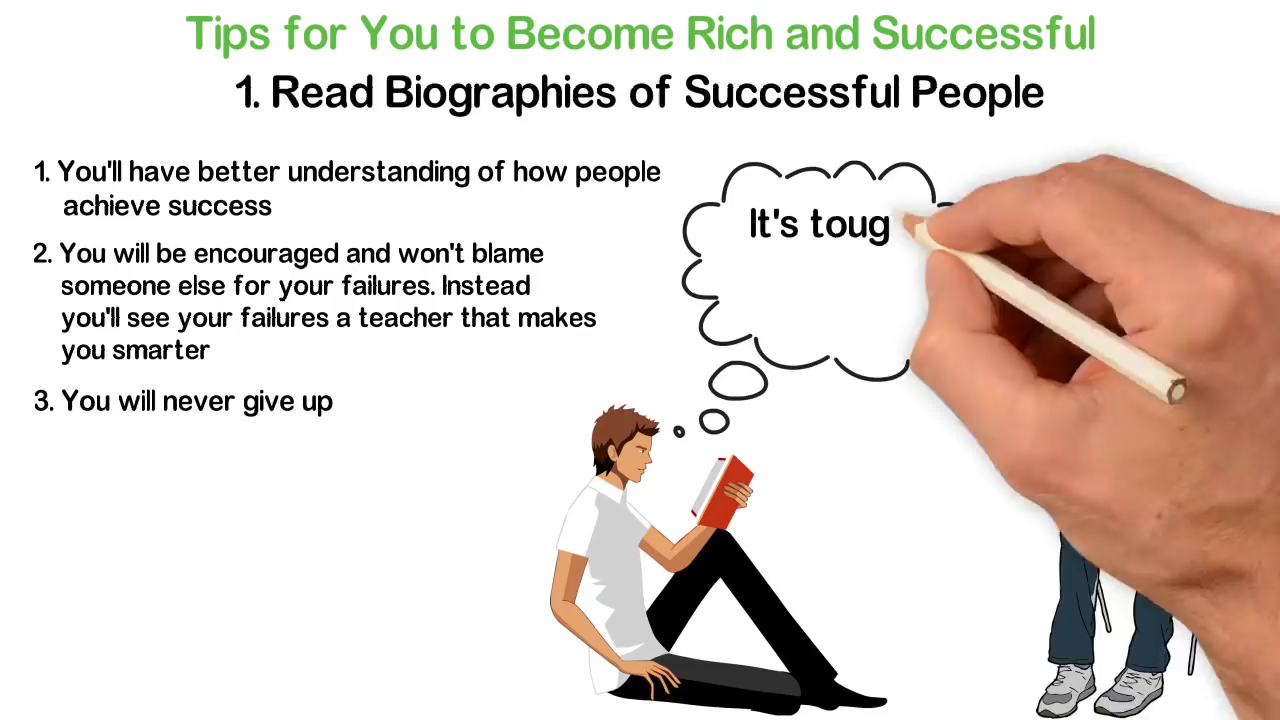 Tips for You to Become Rich and Successful
1. Read Biographies of Successful People
1. You'll have better understanding of how people
achieve success
2. You will be encouraged and won't blame
someone else for your failures. Instead
you'll see your failures a teacher that makes
you smarter
3. You will never give up
It's toug